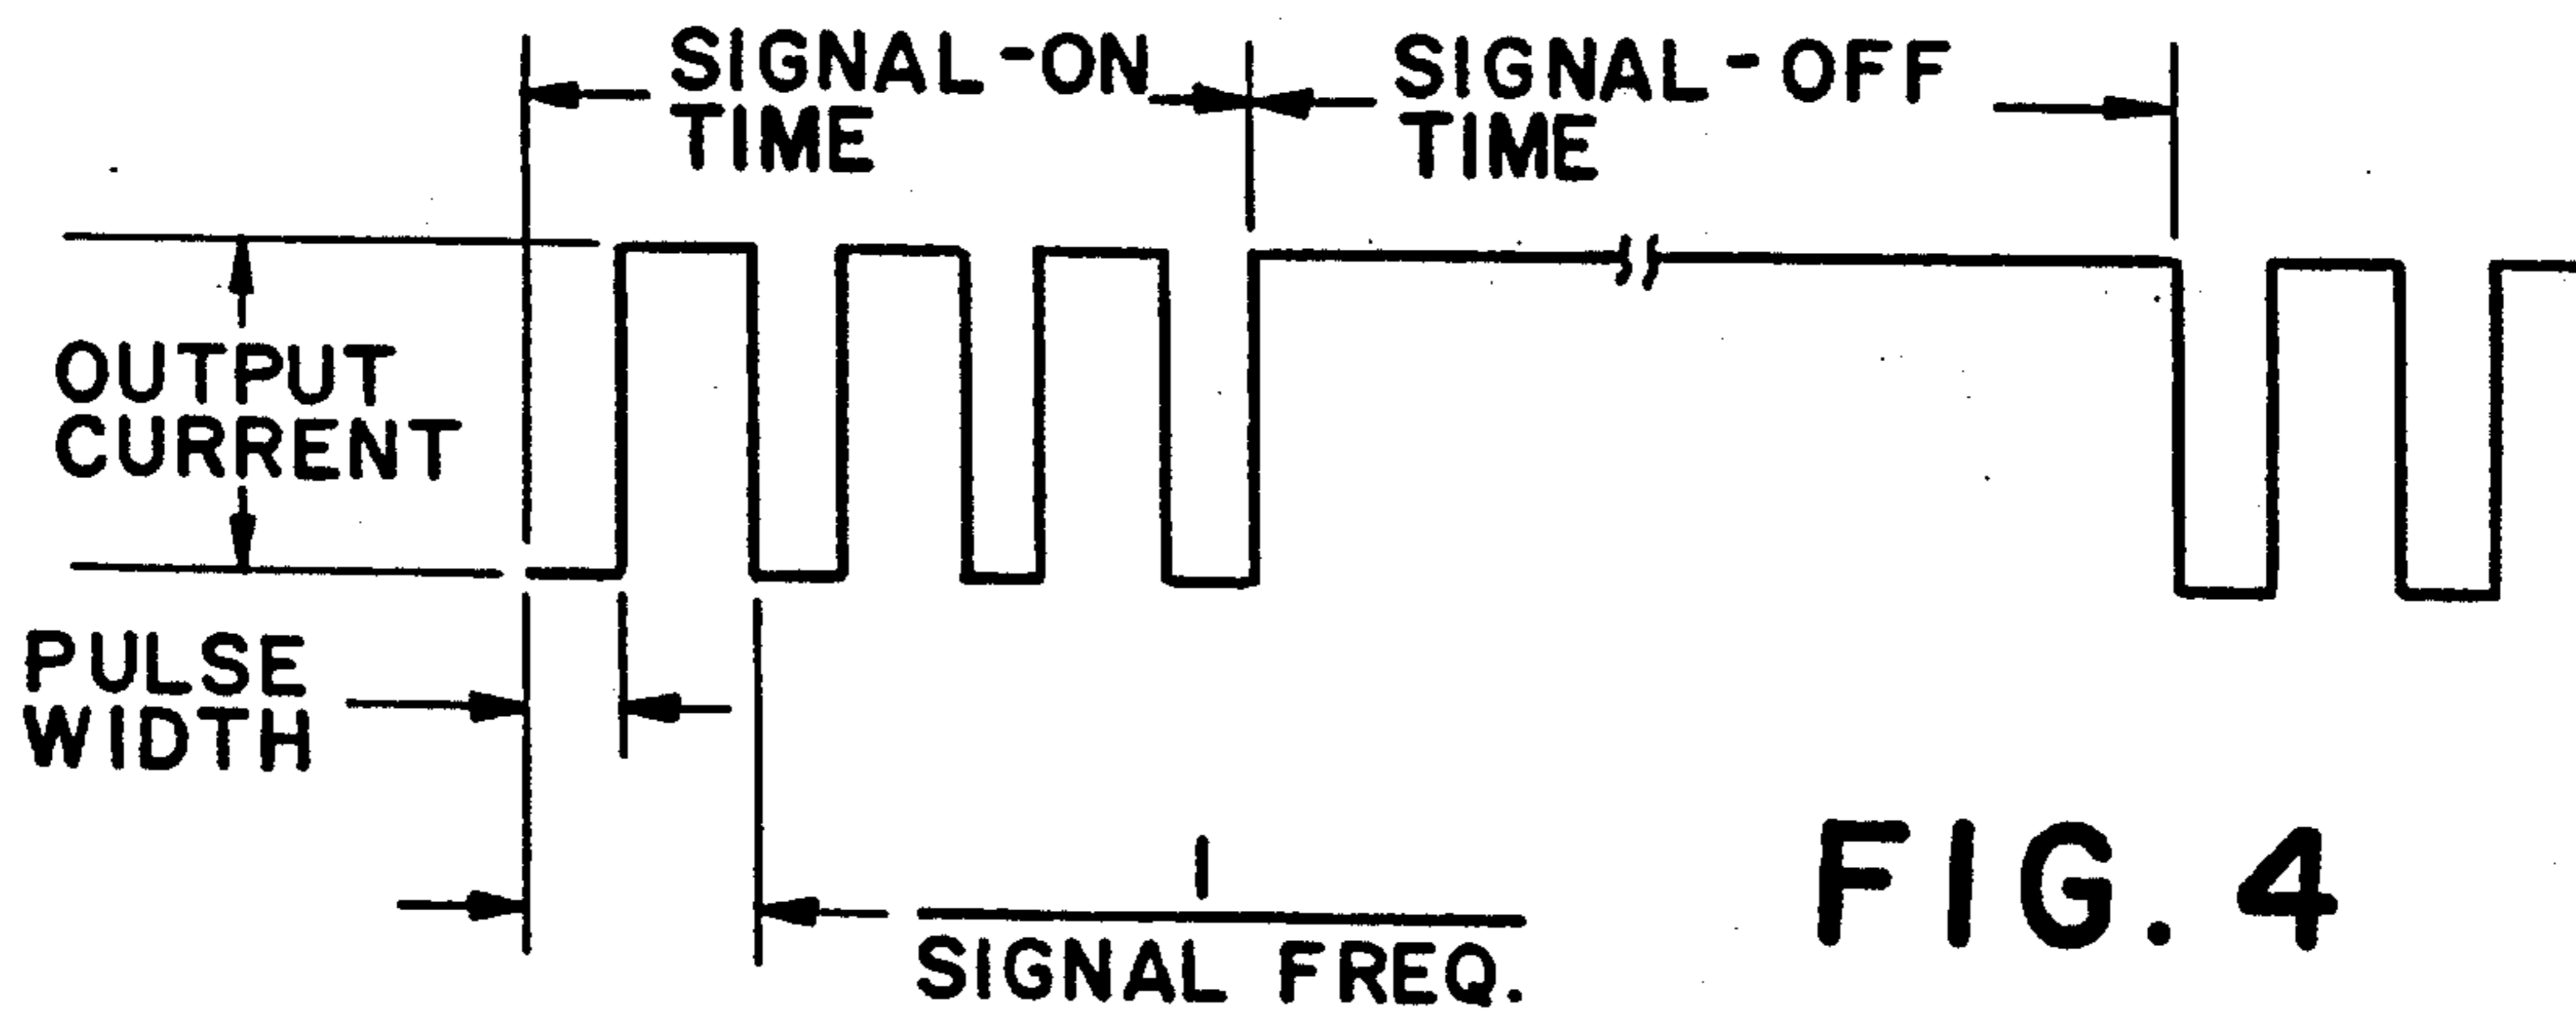 SIGNAL-ON
TIME
SIGNAL-OFF
TIME
OUTPUT
CURRENT
PULSE
WIDTH
1
SIGNAL FREQ.
FIG. 4